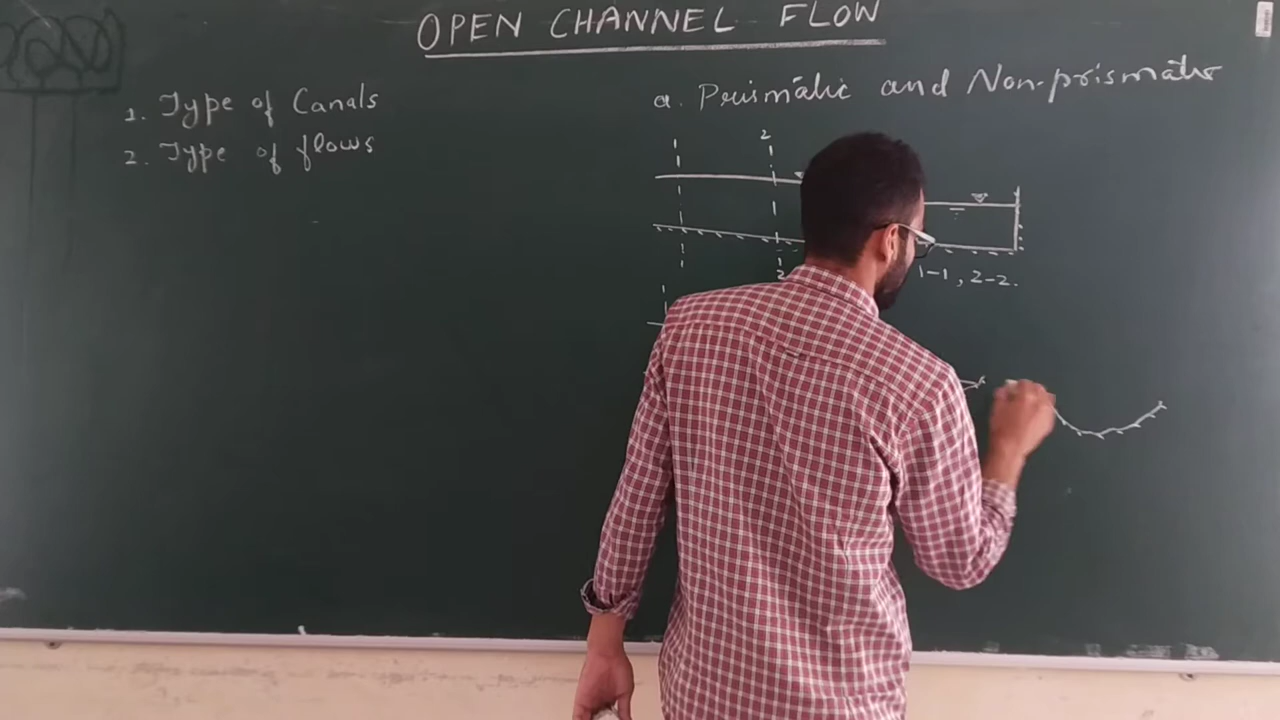 OPEN CHANNEL FLOW
1. Type of Canals
2. Type of flows
a. Prismatic and Non-prismatic
2
2
1-1, 2-2.